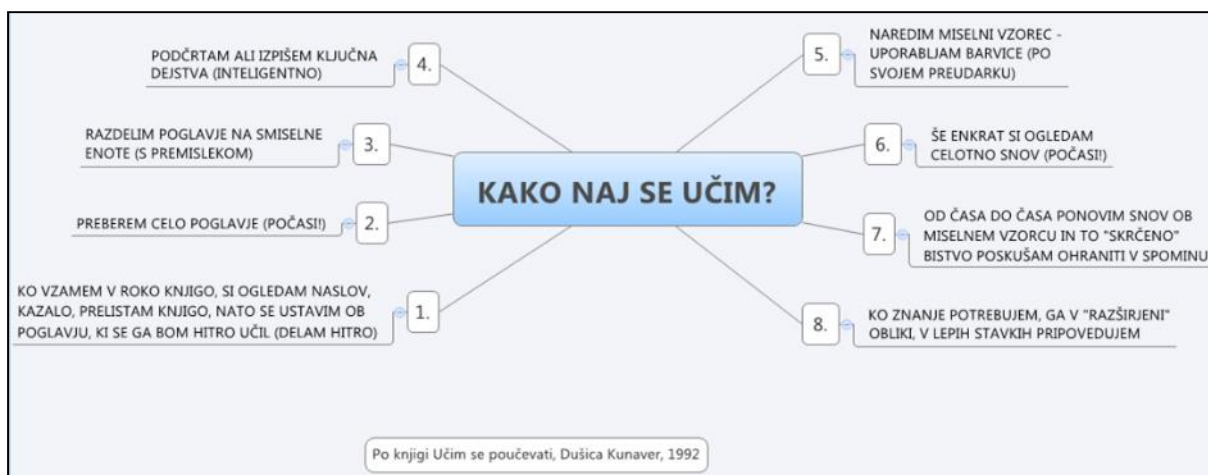 KAKO NAJ SE UČIM?
1.
KO VZAMEM V ROKO KNJIGO, SI OGLEDAM NASLOV,
KAZALO, PRELISTAM KNJIGO, NATO SE USTAVIM OB
POGLAVJU, KI SE GA BOM HITRO UČIL (DELAM HITRO)
2.
PREBEREM CELO POGLAVJE (POČASI!)
3.
RAZDELIM POGLAVJE NA SMISELNE
ENOTE (S PREMISLEKOM)
4.
PODČRTAM ALI IZPIŠEM KLJUČNA
DEJSTVA (INTELIGENTNO)
5.
NAREDIM MISELNI VZOREC -
UPORABLJAM BARVICE (PO
SVOJEM PREUDARKU)
6.
ŠE ENKRAT SI OGLEDAM
CELOTNO SNOV (POČASI!)
7.
OD ČASA DO ČASA PONOVIM SNOV OB
MISELNEM VZORCU IN TO "SKRČENO"
BISTVO POSKUŠAM OHRANITI V SPOMINU
8.
KO ZNANJE POTREBUJEM, GA V "RAZŠIRJENI"
OBLIKI, V LEPIH STAVKIH PRIPOVEDUJEM
Po knjigi Učim se poučevati, Dušica Kunaver, 1992